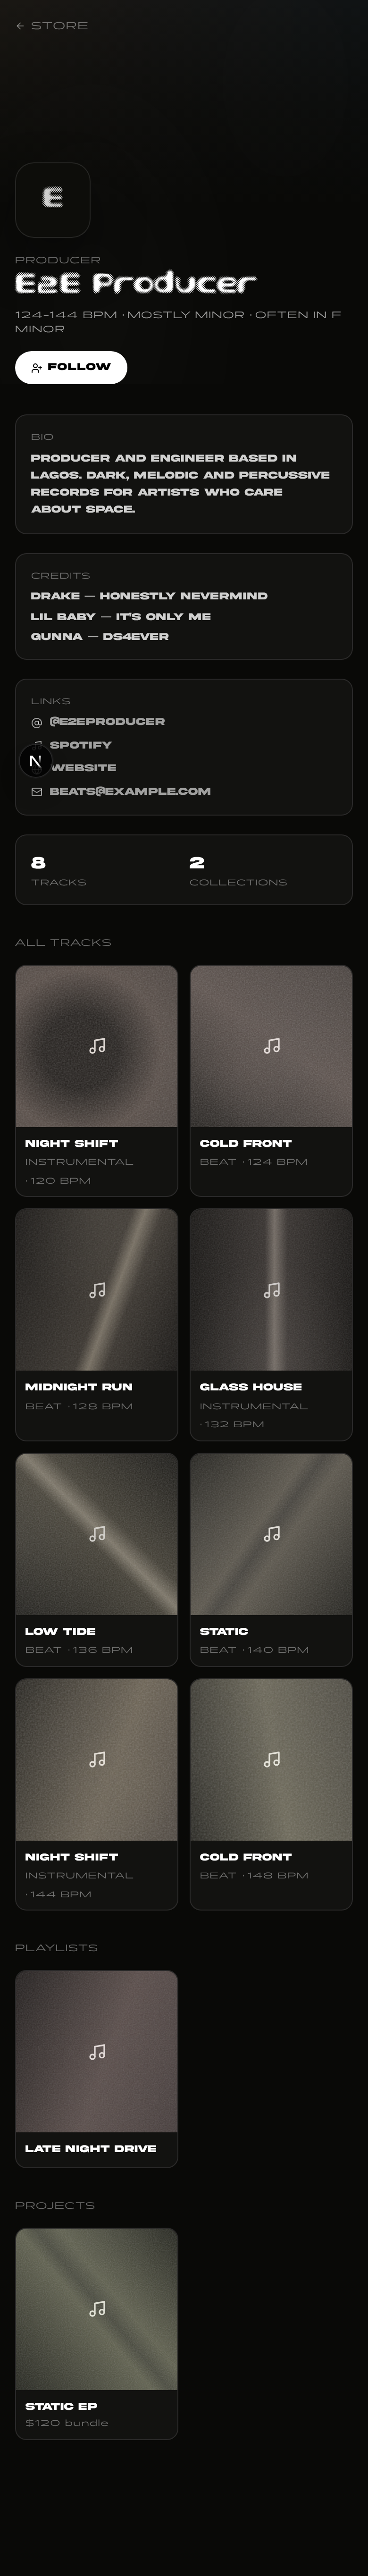 ← STORE
E
PRODUCER
E2E Producer
124–144 BPM · MOSTLY MINOR · OFTEN IN F
MINOR
FOLLOW
BIO
PRODUCER AND ENGINEER BASED IN
LAGOS. DARK, MELODIC AND PERCUSSIVE
RECORDS FOR ARTISTS WHO CARE
ABOUT SPACE.
CREDITS
DRAKE — HONESTLY NEVERMIND
LIL BABY — IT'S ONLY ME
GUNNA — DS4EVER
LINKS
@E2EPRODUCER
SPOTIFY
N
WEBSITE
BEATS@EXAMPLE.COM
8
TRACKS
2
COLLECTIONS
ALL TRACKS
NIGHT SHIFT
INSTRUMENTAL
· 120 BPM
COLD FRONT
BEAT · 124 BPM
MIDNIGHT RUN
BEAT · 128 BPM
GLASS HOUSE
INSTRUMENTAL
· 132 BPM
LOW TIDE
BEAT · 136 BPM
STATIC
BEAT · 140 BPM
NIGHT SHIFT
INSTRUMENTAL
· 144 BPM
COLD FRONT
BEAT · 148 BPM
PLAYLISTS
LATE NIGHT DRIVE
PROJECTS
STATIC EP
$120 bundle